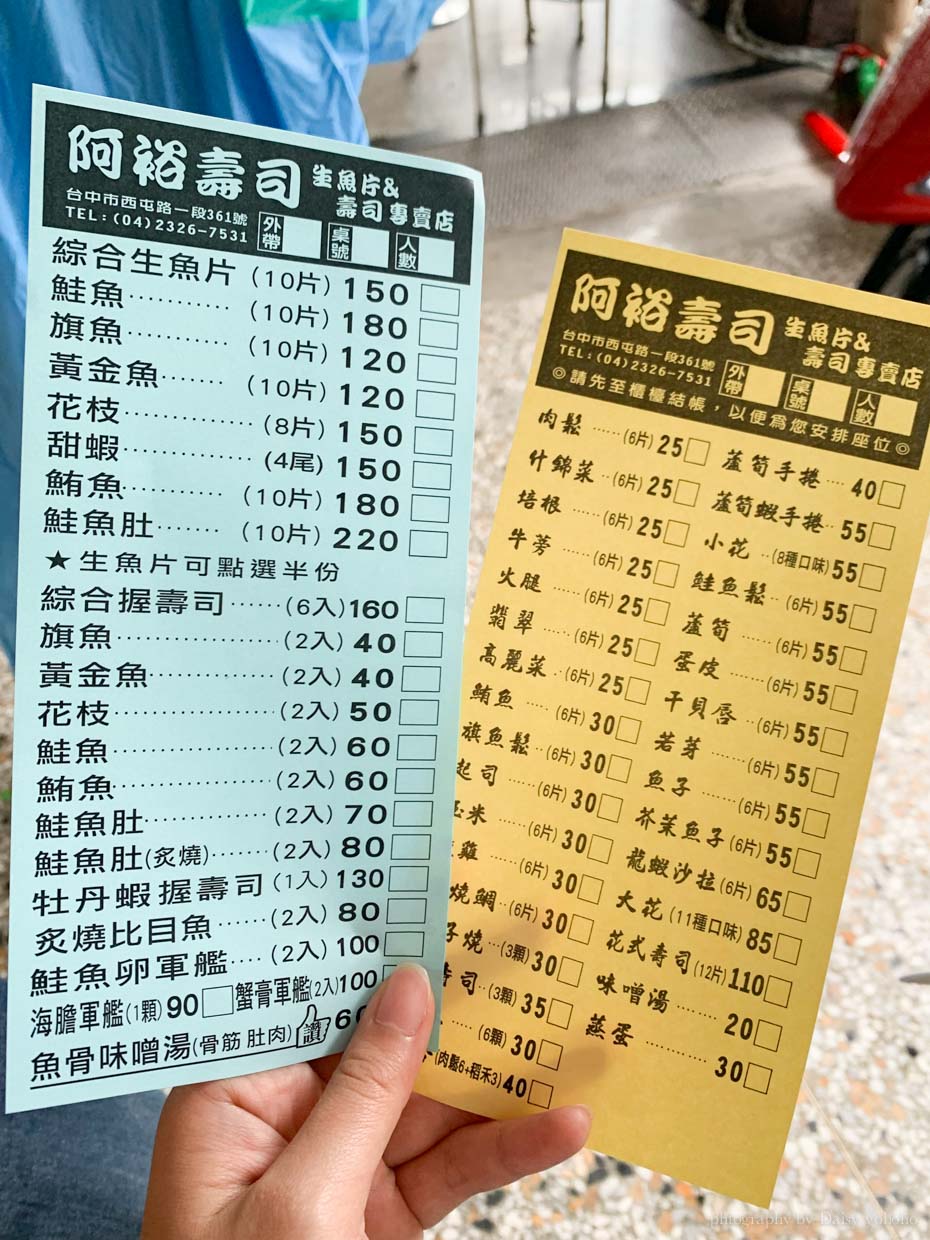 阿裕壽司 生魚片&
壽司專賣店
台中市西屯路一段361號
TEL:(04)2326-7531 外帶 桌號 人數
綜合生魚片 (10片) 150
鮭魚 (10片) 180
旗魚 (10片) 120
黃金魚 (10片) 120
花枝 (8片) 150
甜蝦 (4尾) 150
鮪魚 (10片) 180
鮭魚肚 (10片) 220
★生魚片可點選半份
綜合握壽司 (6入) 160
旗魚 (2入) 40
黃金魚 (2入) 40
花枝 (2入) 50
鮭魚 (2入) 60
鮪魚 (2入) 60
鮭魚肚 (2入) 70
鮭魚肚(炙燒) (2入) 80
牡丹蝦握壽司 (1入) 130
炙燒比目魚 (2入) 80
鮭魚卵軍艦 (2入) 100
海膽軍艦(1顆) 90 蟹膏軍艦(2入) 100
魚骨味噌湯(骨筋 肚肉) 讚
阿裕壽司 生魚片&
壽司專賣店
台中市西屯路一段361號
TEL:(04)2326-7531 外帶 桌號 人數
◎請先至櫃檯結帳，以便爲您安排座位◎
肉鬆 (6片) 25
什錦菜 (6片) 25
培根 (6片) 25
牛蒡 (6片) 25
火腿 (6片) 25
翡翠 (6片) 25
高麗菜 (6片) 25
鮪魚 (6片) 30
旗魚鬆 (6片) 30
起司 (6片) 30
米 (6片) 30
雞 (6片) 30
燒鯛 (6片) 30
燒 (3顆) 30
司 (3顆) 35
(6顆) 30
(肉鬆6+稻禾3) 40
蘆筍手捲 40
蘆筍蝦手捲 55
小花 (8種口味) 55
鮭魚鬆 (6片) 55
蘆筍 (6片) 55
蛋皮 (6片) 55
干貝唇 (6片) 55
若芽 (6片) 55
魚子 (6片) 55
芥茉魚子 (6片) 55
龍蝦沙拉 (6片) 65
大花 (11種口味) 85
花式壽司 (12片) 110
味噌湯 20
蒸蛋 30
photography by Daisy